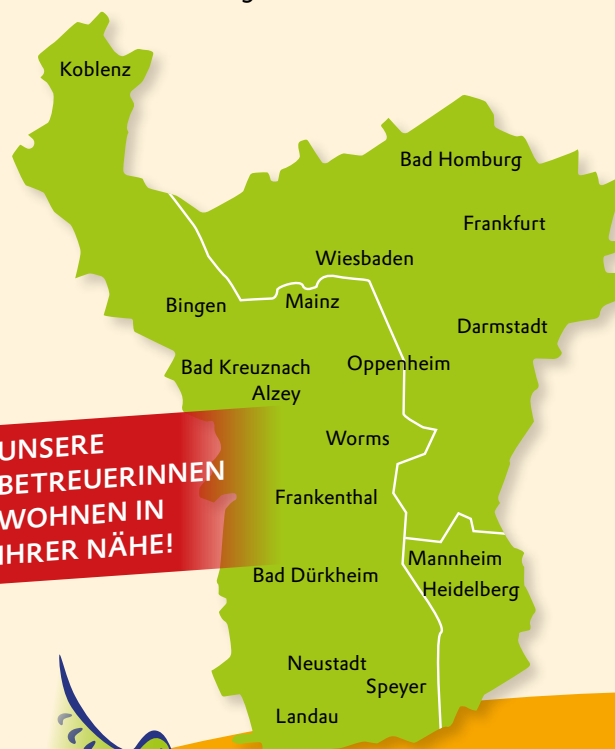 Koblenz
Bad Homburg
Frankfurt
Wiesbaden
Bingen
Mainz
Darmstadt
Bad Kreuznach
Oppenheim
Alzey
UNSERE
BETREUERINNEN
WOHNEN IN
IHRER NÄHE!
Worms
Frankenthal
Mannheim
Bad Dürkheim
Heidelberg
Neustadt
Speyer
Landau